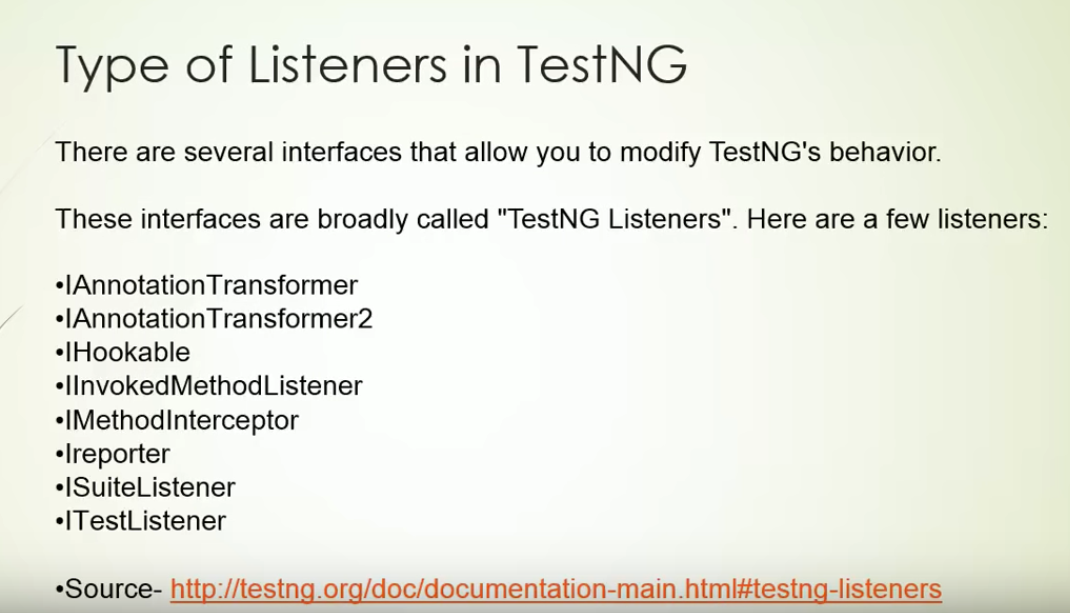 Type of Listeners in TestNG
There are several interfaces that allow you to modify TestNG's behavior.
These interfaces are broadly called "TestNG Listeners". Here are a few listeners:
•IAnnotationTransformer
•IAnnotationTransformer2
•IHookable
•IInvokedMethodListener
•IMethodInterceptor
•Ireporter
•ISuiteListener
•ITestListener
•Source- http://testng.org/doc/documentation-main.html#testng-listeners